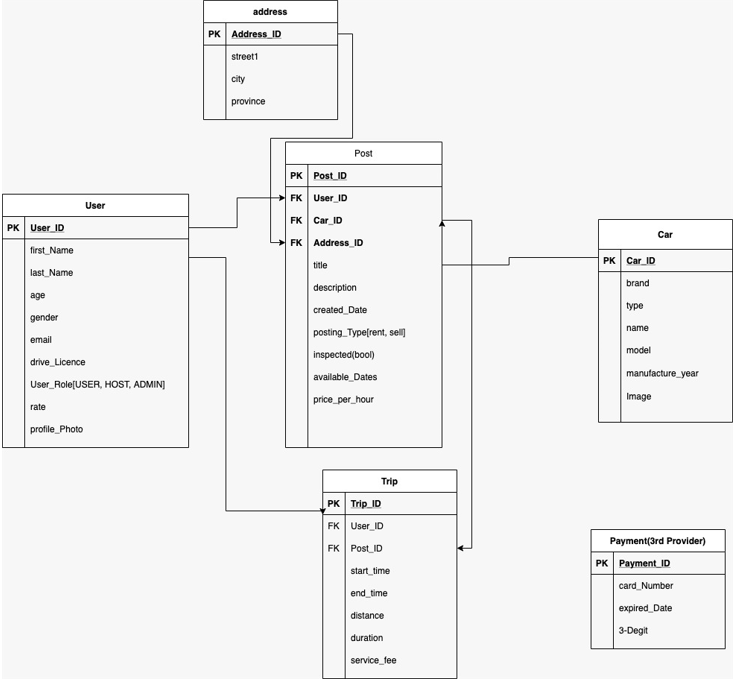 address
PK Address_ID
street1
city
province
Post
PK Post_ID
FK User_ID
FK Car_ID
FK Address_ID
title
description
created_Date
posting_Type[rent, sell]
inspected(bool)
available_Dates
price_per_hour
User
PK User_ID
first_Name
last_Name
age
gender
email
drive_Licence
User_Role[USER, HOST, ADMIN]
rate
profile_Photo
Car
PK Car_ID
brand
type
name
model
manufacture_year
Image
Trip
PK Trip_ID
FK User_ID
FK Post_ID
start_time
end_time
distance
duration
service_fee
Payment(3rd Provider)
PK Payment_ID
card_Number
expired_Date
3-Degit